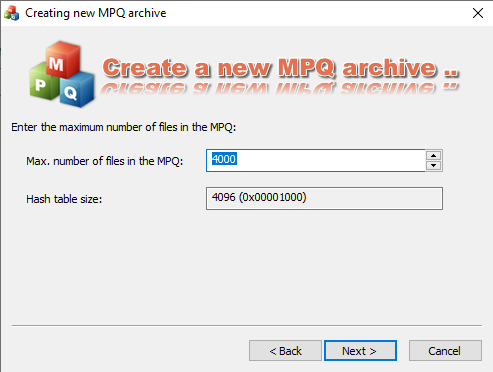 Creating new MPQ archive
M
P
Q
Create a new MPQ archive ..
Enter the maximum number of files in the MPQ:
Max. number of files in the MPQ: 4000
Hash table size: 4096 (0x00001000)
< Back Next > Cancel